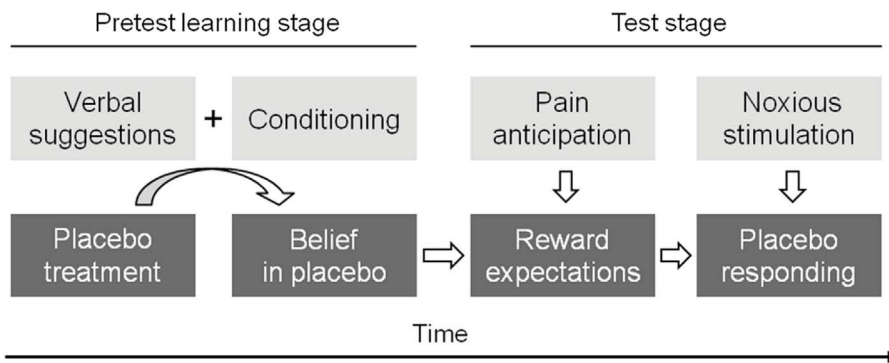 Pretest learning stage
Test stage
Verbal
suggestions
+
Conditioning
Pain
anticipation
Noxious
stimulation
Placebo
treatment
Belief
in placebo
Reward
expectations
Placebo
responding
Time